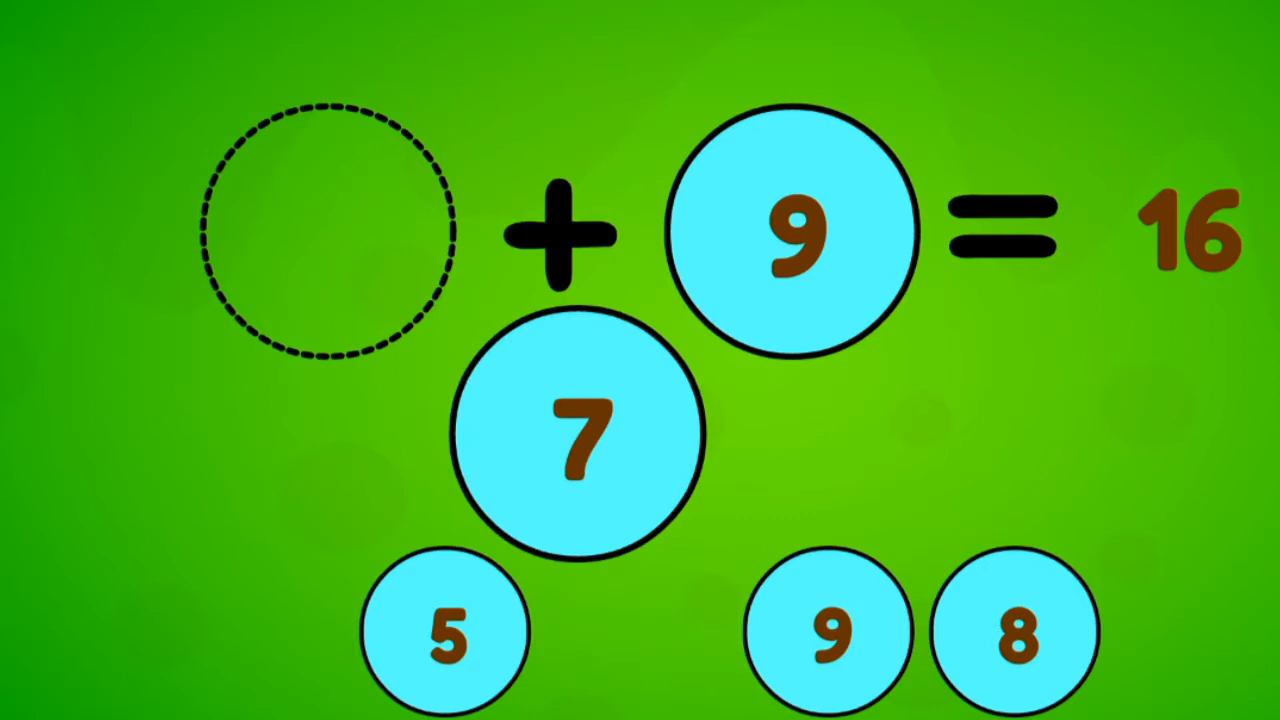 + 9 = 16
7
5 9 8